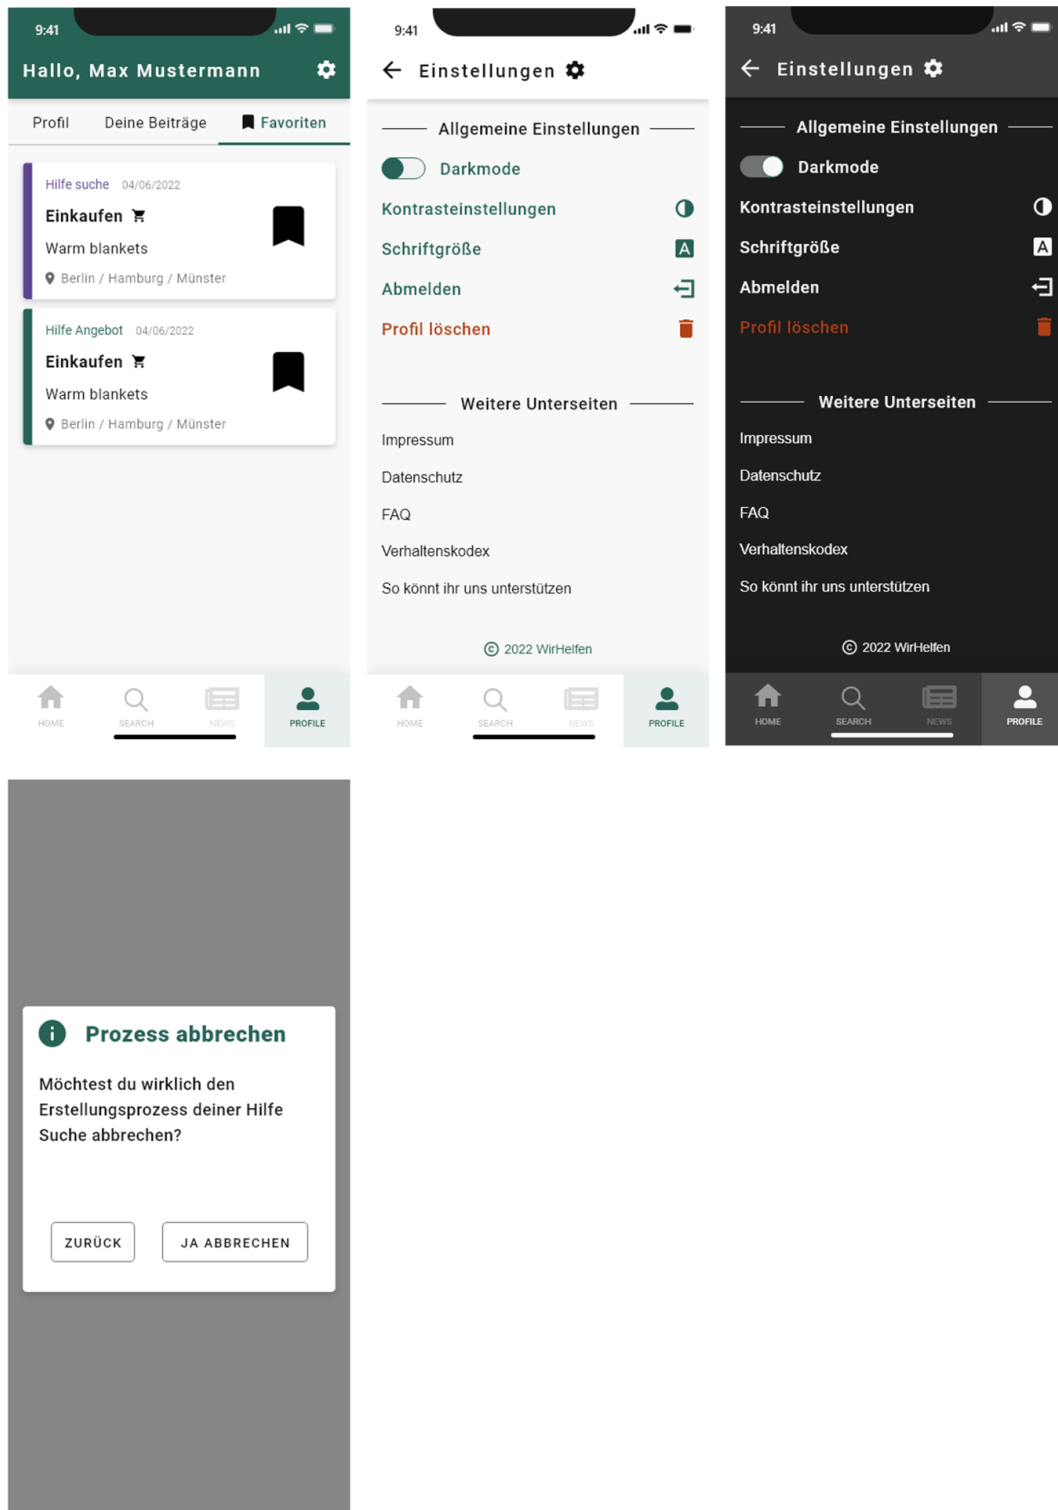 9:41
Hallo, Max Mustermann
Profil Deine Beiträge Favoriten
Hilfe suche 04/06/2022
Einkaufen
Warm blankets
Berlin / Hamburg / Münster
Hilfe Angebot 04/06/2022
Einkaufen
Warm blankets
Berlin / Hamburg / Münster
HOME SEARCH NEWS PROFILE
9:41
Einstellungen
Allgemeine Einstellungen
Darkmode
Kontrasteinstellungen
Schriftgröße A
Abmelden
Profil löschen
Weitere Unterseiten
Impressum
Datenschutz
FAQ
Verhaltenskodex
So könnt ihr uns unterstützen
© 2022 WirHelfen
HOME SEARCH NEWS PROFILE
9:41
Einstellungen
Allgemeine Einstellungen
Darkmode
Kontrasteinstellungen
Schriftgröße A
Abmelden
Profil löschen
Weitere Unterseiten
Impressum
Datenschutz
FAQ
Verhaltenskodex
So könnt ihr uns unterstützen
© 2022 WirHelfen
HOME SEARCH NEWS PROFILE
Prozess abbrechen
Möchtest du wirklich den
Erstellungsprozess deiner Hilfe
Suche abbrechen?
ZURÜCK JA ABBRECHEN